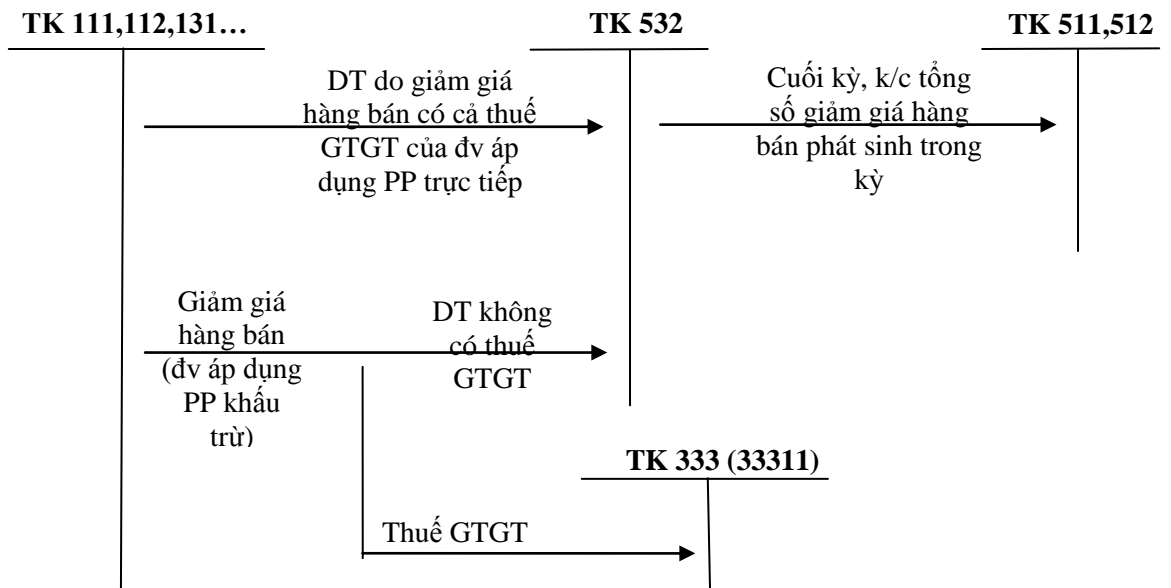 TK 111,112,131…
TK 532
TK 511,512
DT do giảm giá
hàng bán có cả thuế
GTGT của đv áp
dụng PP trực tiếp
Cuối kỳ, k/c tổng
số giảm giá hàng
bán phát sinh trong
kỳ
Giảm giá
hàng bán
(đv áp dụng
PP khấu
trừ)
DT không
có thuế
GTGT
TK 333 (33311)
Thuế GTGT